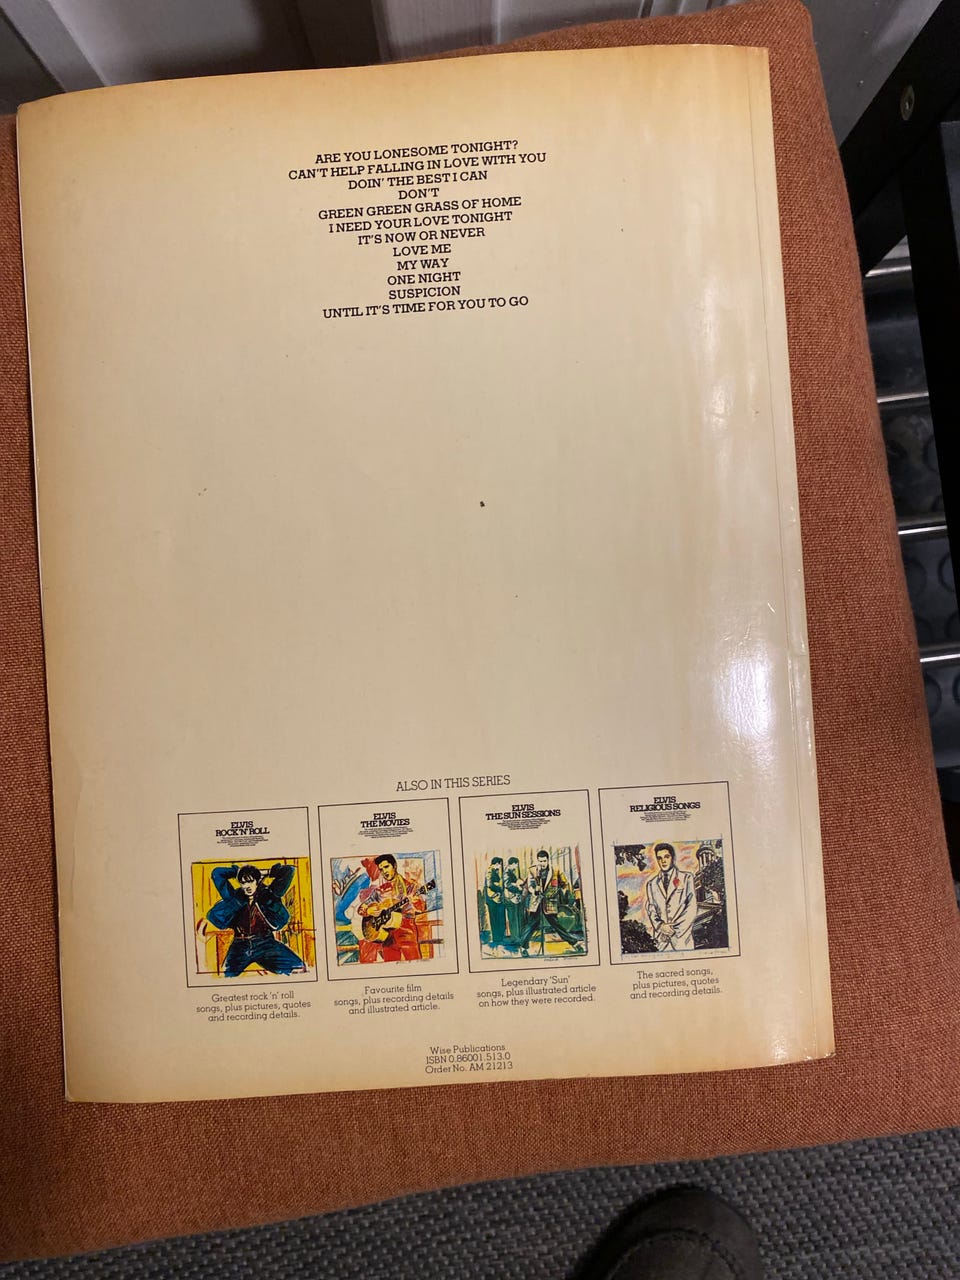 ARE YOU LONESOME TONIGHT?
CAN'T HELP FALLING IN LOVE WITH YOU
DOIN' THE BEST I CAN
DON'T
GREEN GREEN GRASS OF HOME
I NEED YOUR LOVE TONIGHT
IT'S NOW OR NEVER
LOVE ME
MY WAY
ONE NIGHT
SUSPICION
UNTIL IT'S TIME FOR YOU TO GO
ALSO IN THIS SERIES
ELVIS
ROCK 'N' ROLL
Greatest rock 'n' roll
songs, plus pictures, quotes
and recording details.
ELVIS
THE MOVIES
Favourite film
songs, plus recording details
and illustrated article.
ELVIS
THE SUN SESSIONS
Legendary 'Sun'
songs, plus illustrated article
on how they were recorded.
ELVIS
RELIGIOUS SONGS
The sacred songs,
plus pictures, quotes
and recording details.
Wise Publications
ISBN 0.86001.513.0
Order No. AM 21213